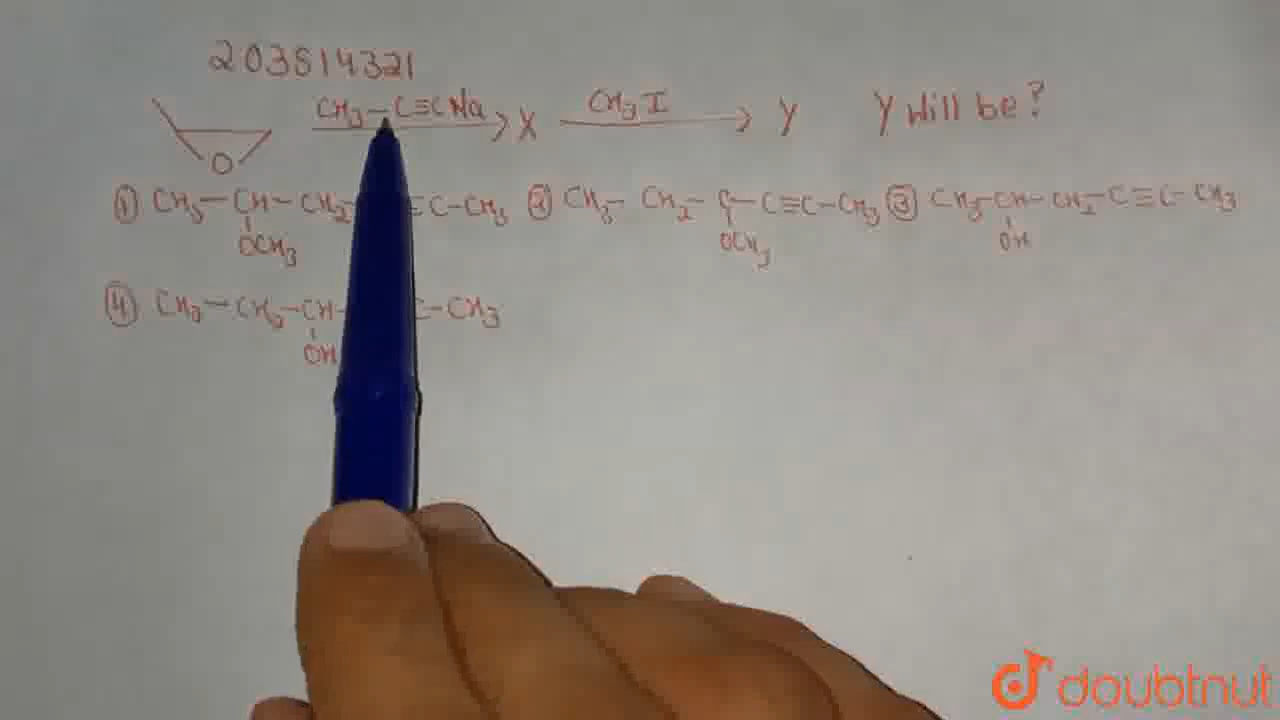 203814321
CH3-C≡CNa CH3I
O X Y Y will be?
① CH3-CH-CH2 ≡C-CH3 ② CH3-CH2-C-C≡C-CH3 ③ CH3-CH-CH2-C≡C-CH3
OCH3 OCH3 OH
④ CH3-CH2-CH- C-CH3
OH
doubtnut